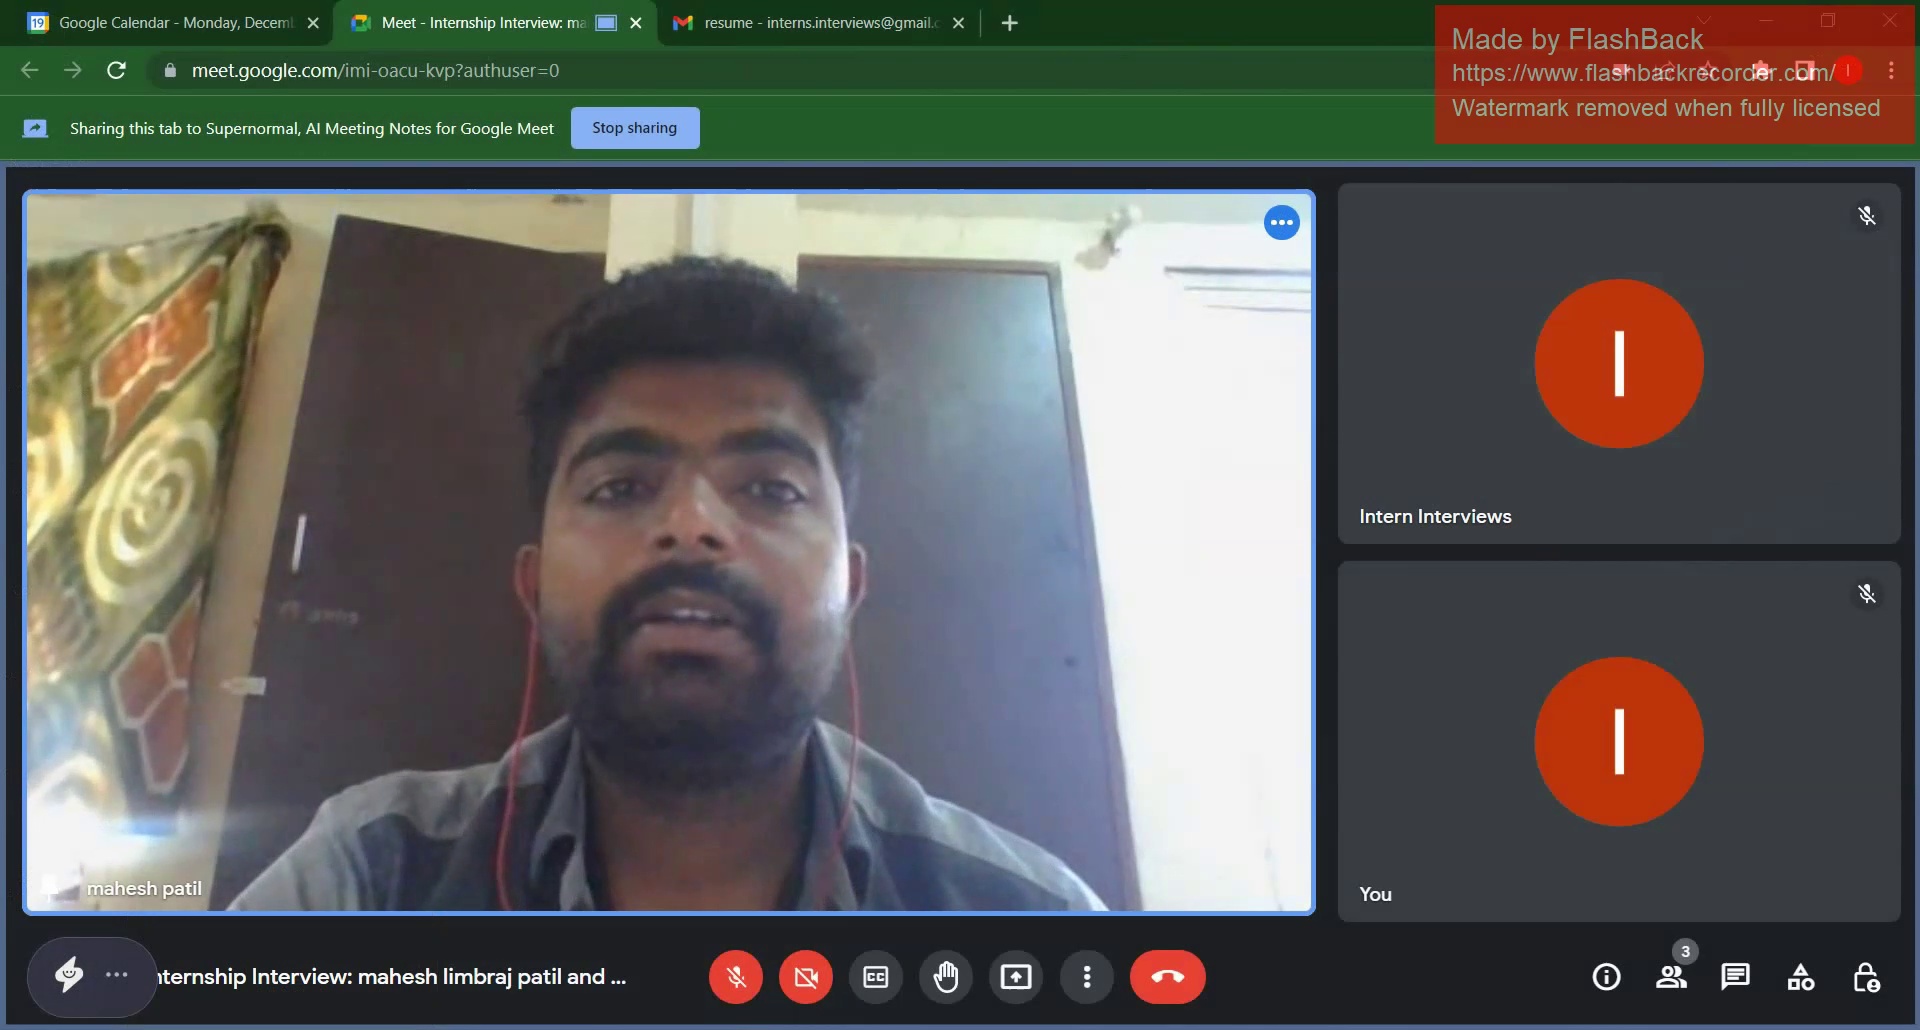 Google Calendar - Monday, Decem
Meet - Internship Interview: ma
resume - interns.interviews@gmail.c
Made by FlashBack
https://www.flashbackrecorder.com/
Watermark removed when fully licensed
meet.google.com/imi-oacu-kvp?authuser=0
Sharing this tab to Supernormal, AI Meeting Notes for Google Meet
Stop sharing
I
Intern Interviews
I
You
mahesh patil
nternship Interview: mahesh limbraj patil and ...
CC
3